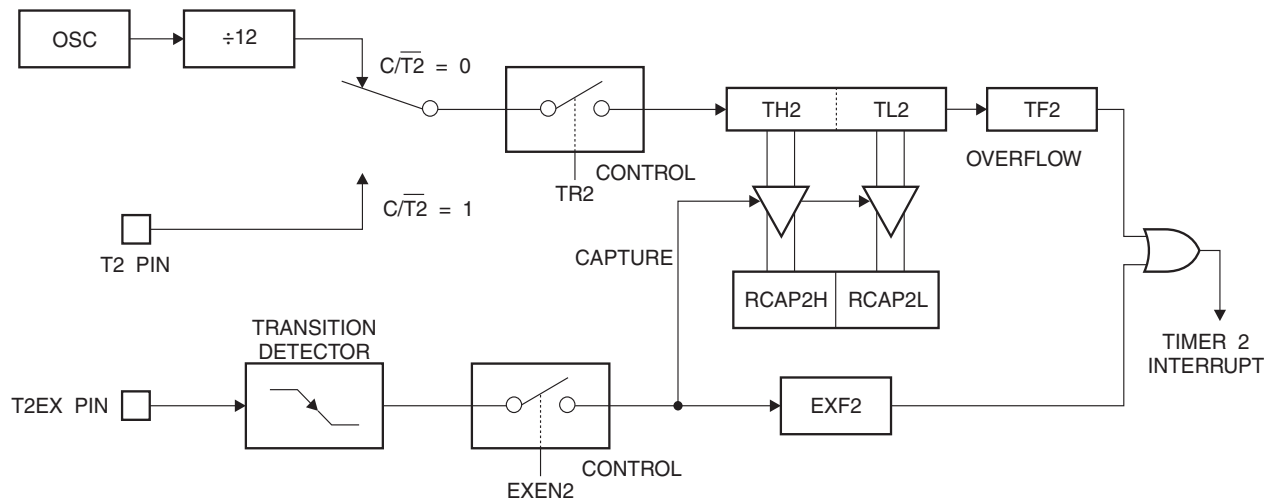 OSC
÷12
C/T2̅ = 0
TH2
TL2
TF2
OVERFLOW
CONTROL
TR2
C/T2̅ = 1
T2 PIN
CAPTURE
RCAP2H
RCAP2L
TRANSITION
DETECTOR
TIMER 2
INTERRUPT
T2EX PIN
EXF2
CONTROL
EXEN2